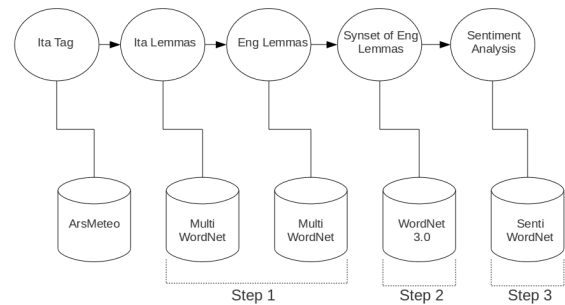 Ita Tag
Ita Lemmas
Eng Lemmas
Synset of Eng
Lemmas
Sentiment
Analysis
ArsMeteo
Multi
WordNet
Multi
WordNet
WordNet
3.0
Senti
WordNet
Step 1
Step 2
Step 3